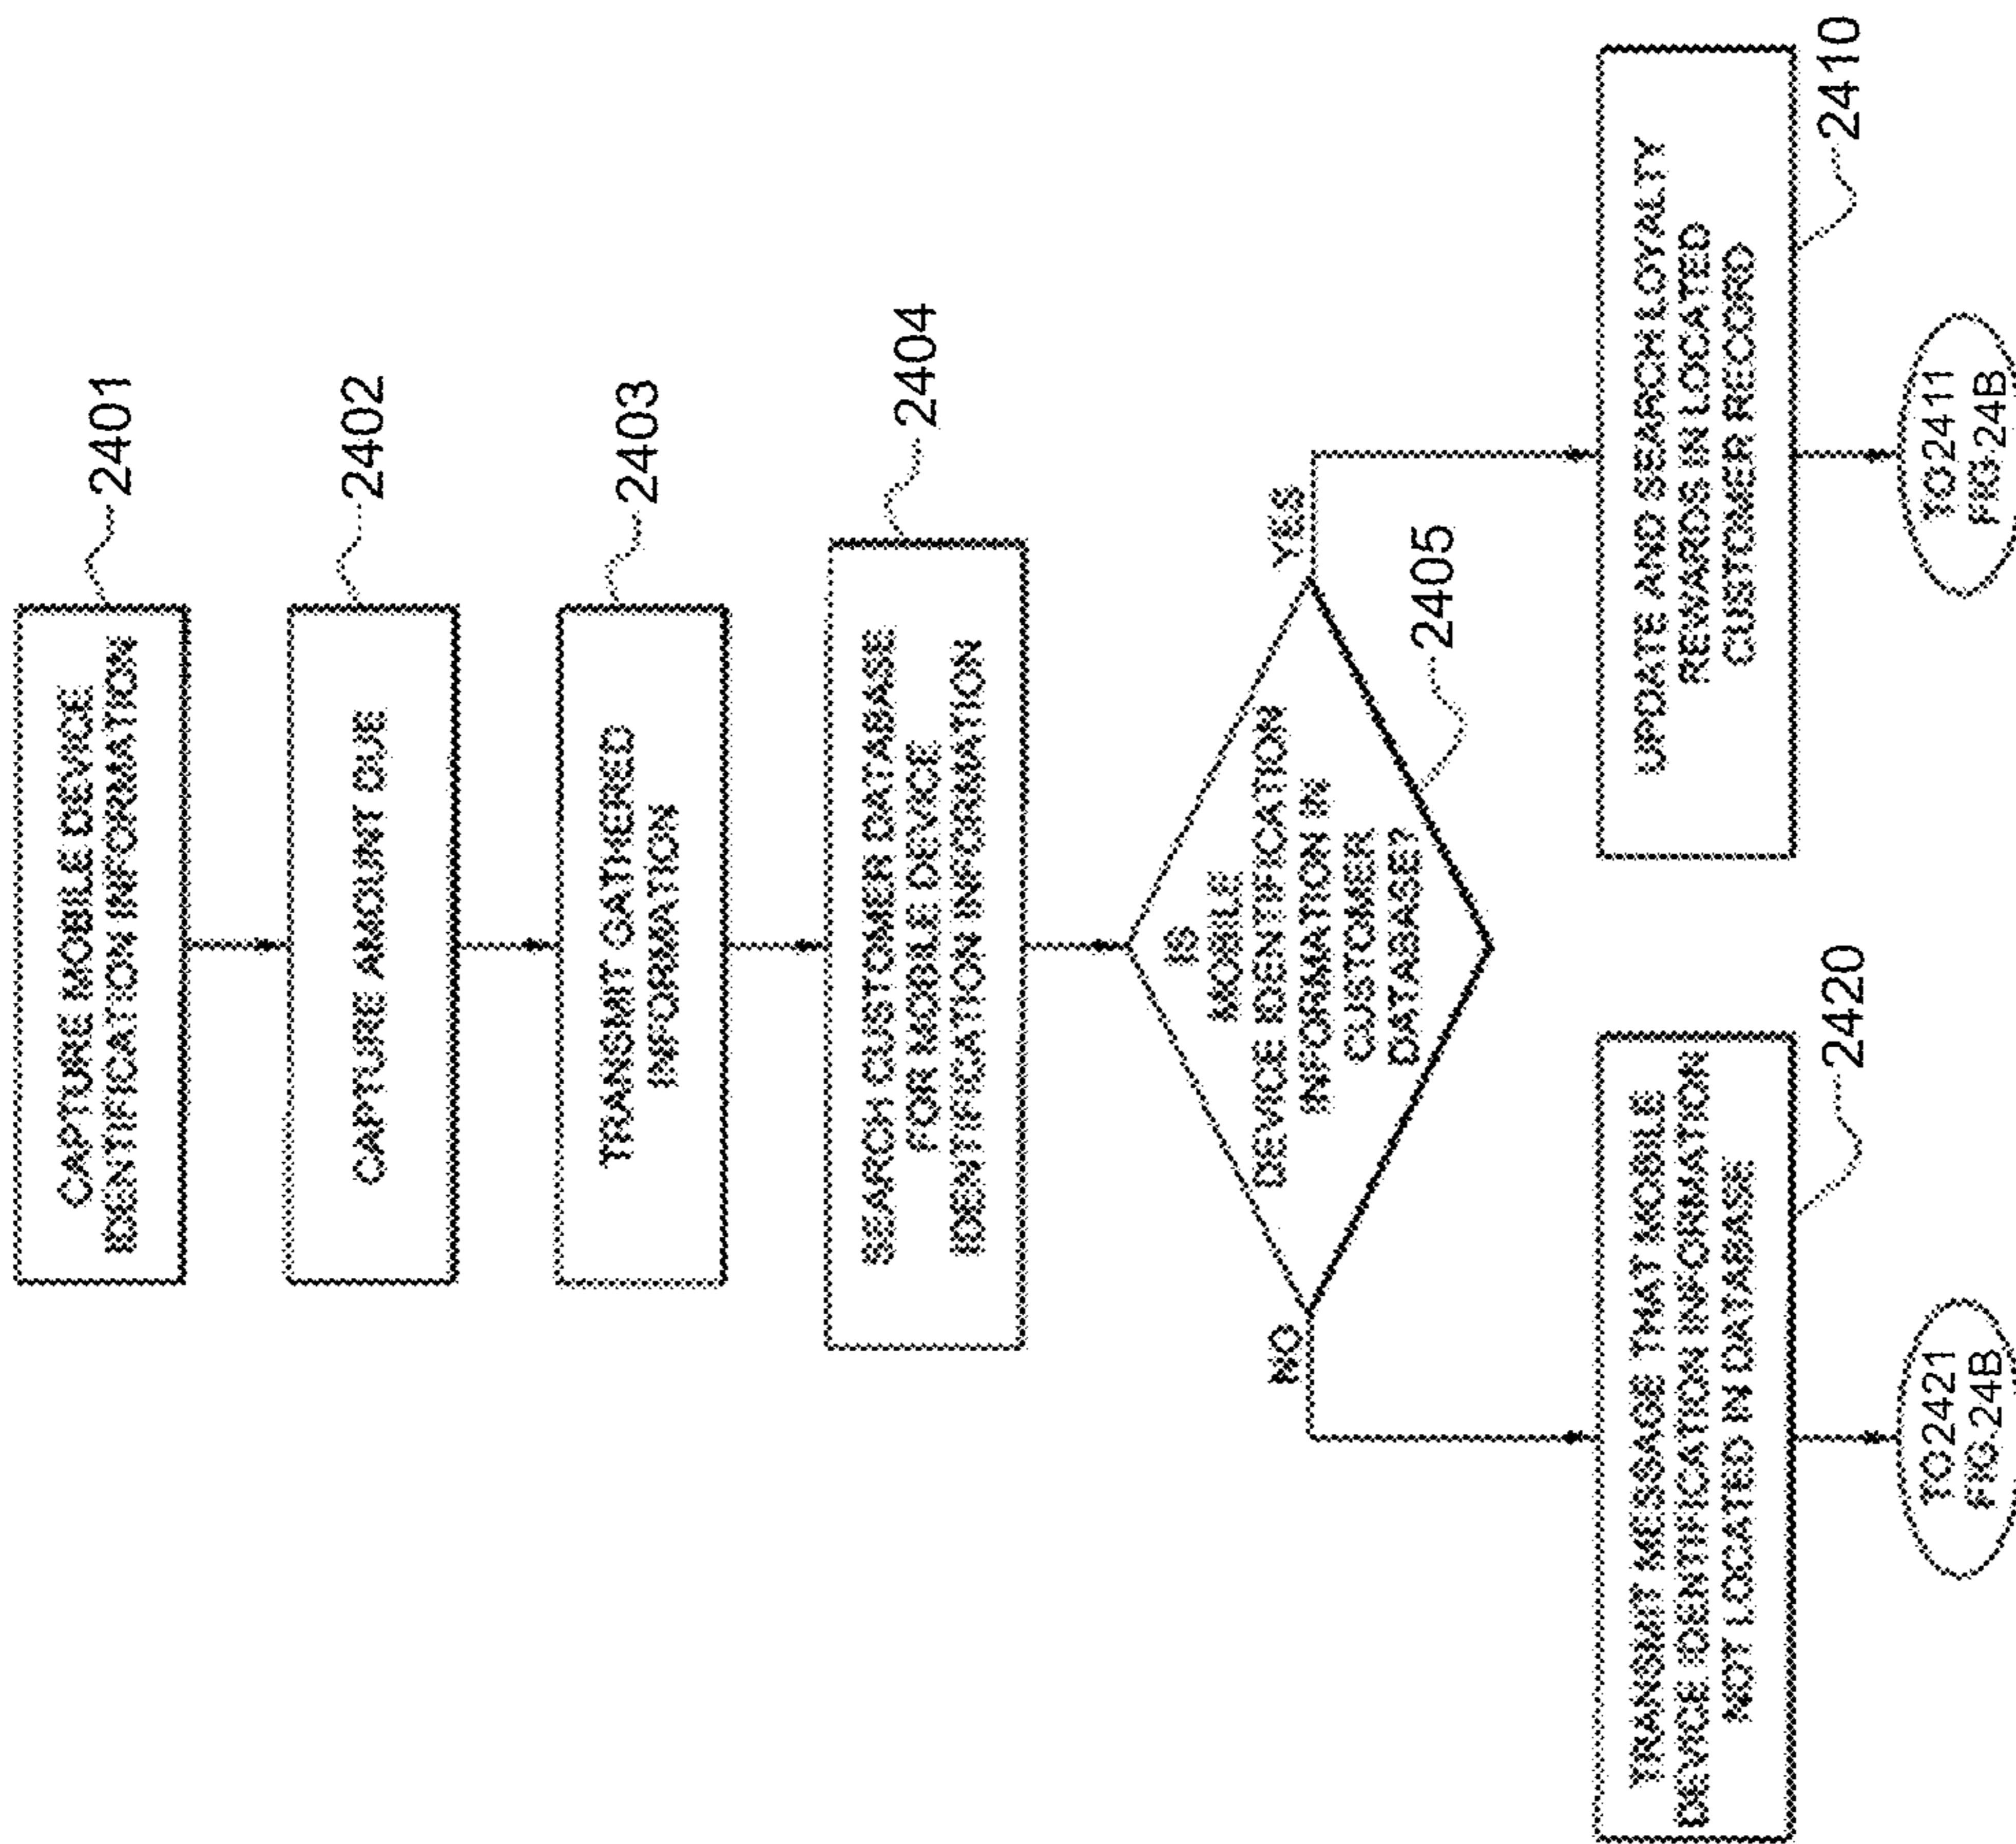 CAPTURE MOBILE DEVICE
IDENTIFICATION INFORMATION
2401
CAPTURE AMOUNT DUE
2402
TRANSMIT GATHERED
INFORMATION
2403
SEARCH CUSTOMER DATABASE
FOR MOBILE DEVICE
IDENTIFICATION INFORMATION
2404
IS
MOBILE
DEVICE IDENTIFICATION
INFORMATION IN
CUSTOMER
DATABASE?
2405
NO
YES
TRANSMIT MESSAGE THAT MOBILE
DEVICE IDENTIFICATION INFORMATION
NOT LOCATED IN DATABASE
2420
UPDATE AND SEARCH LOYALTY
REWARDS IN LOCATED
CUSTOMER RECORD
2410
TO 2421
FIG. 24B
TO 2411
FIG. 24B